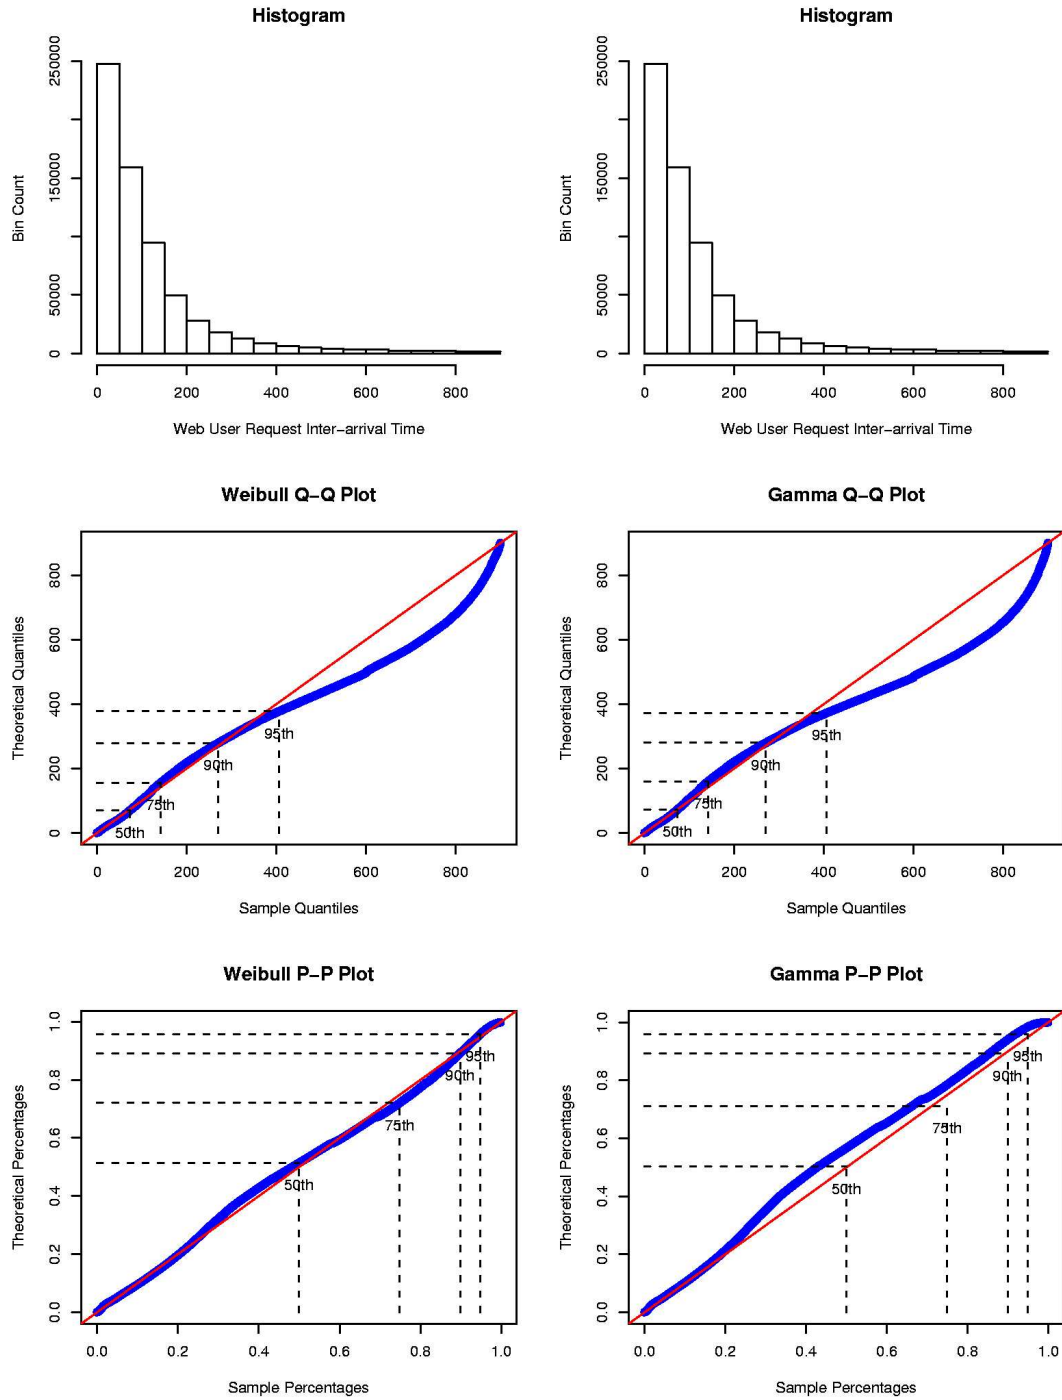 Histogram
Bin Count
250000
150000
50000
0
0 200 400 600 800
Web User Request Inter-arrival Time
Histogram
Bin Count
250000
150000
50000
0
0 200 400 600 800
Web User Request Inter-arrival Time
Weibull Q-Q Plot
Theoretical Quantiles
800
600
400
200
0
95th
90th
75th
50th
0 200 400 600 800
Sample Quantiles
Gamma Q-Q Plot
Theoretical Quantiles
800
600
400
200
0
95th
90th
75th
50th
0 200 400 600 800
Sample Quantiles
Weibull P-P Plot
Theoretical Percentages
1.0
0.8
0.6
0.4
0.2
0.0
95th
90th
75th
50th
0.0 0.2 0.4 0.6 0.8 1.0
Sample Percentages
Gamma P-P Plot
Theoretical Percentages
1.0
0.8
0.6
0.4
0.2
0.0
95th
90th
75th
50th
0.0 0.2 0.4 0.6 0.8 1.0
Sample Percentages